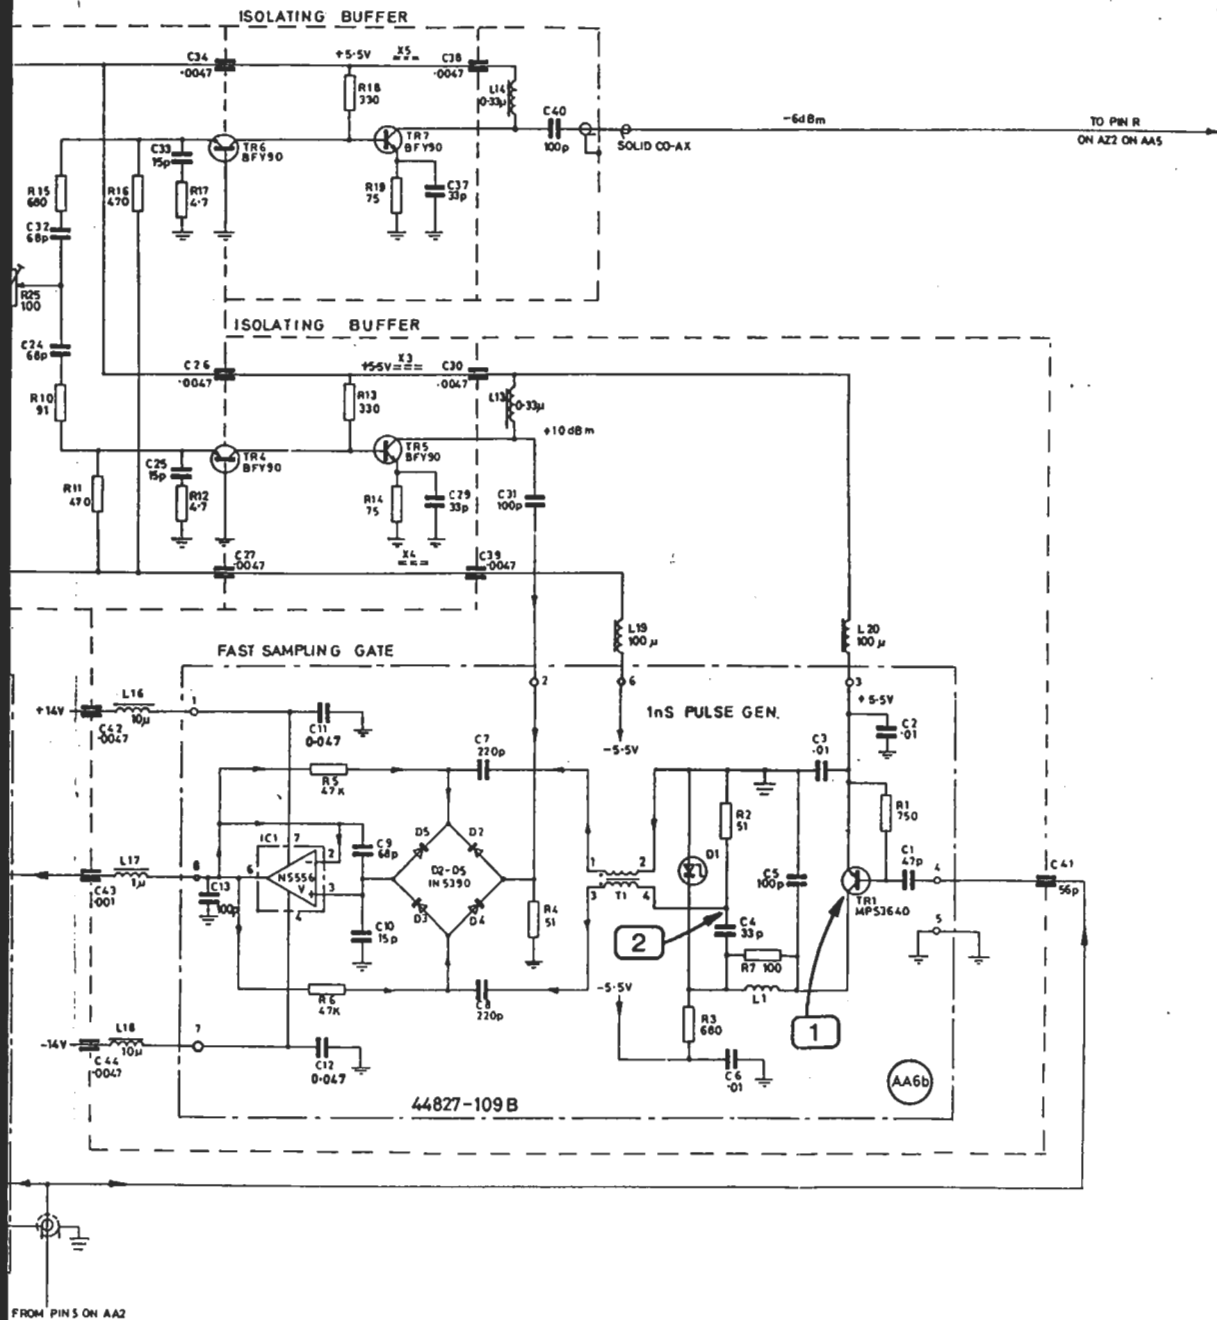 ISOLATING BUFFER
C34
·0047
+5·5V
X5
C38
·0047
R18
330
L14
0·33µ
C40
100p
-6dBm
TO PIN R
ON AZ2 ON AA5
SOLID CO-AX
C33
15p
TR6
BFY90
TR7
BFY90
R15
680
R16
470
R17
4·7
R19
75
C37
33p
C32
68p
R25
100
ISOLATING BUFFER
C24
68p
C26
·0047
+5·5V
X3
C30
·0047
R10
91
R13
330
L13
0·33µ
+10dBm
C25
15p
TR4
BFY90
TR5
BFY90
R11
470
R12
4·7
R14
75
C29
33p
C31
100p
C27
·0047
X4
C39
·0047
L19
100µ
L20
100µ
FAST SAMPLING GATE
2
6
3
+14V
L16
10µ
1
C42
·0047
C11
0·047
1nS PULSE GEN.
+5·5V
C2
·01
C7
220p
-5·5V
C3
·01
R5
47K
R2
51
R1
750
IC1
7
D5
D2
C9
68p
2
6
NS556
V
3
4
D2-D5
IN5390
D3
D4
1
2
3
4
T1
D1
C5
100p
C1
47p
4
C41
56p
L17
1µ
8
C43
·001
C13
100p
C10
15p
R4
51
TR1
MPS3640
C4
33p
5
2
R7 100
L1
-5·5V
R6
47K
C8
220p
R3
680
1
-14V
L18
10µ
7
C44
·0047
C12
0·047
C6
·01
AA6b
44827-109B
FROM PIN 5 ON AA2